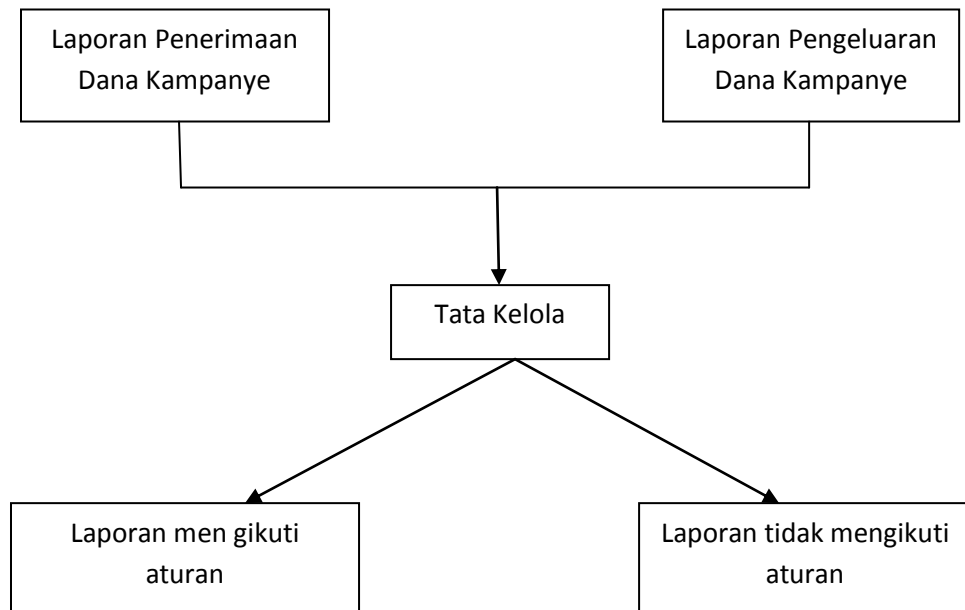 Laporan Penerimaan
Dana Kampanye
Laporan Pengeluaran
Dana Kampanye
Tata Kelola
Laporan men gikuti
aturan
Laporan tidak mengikuti
aturan